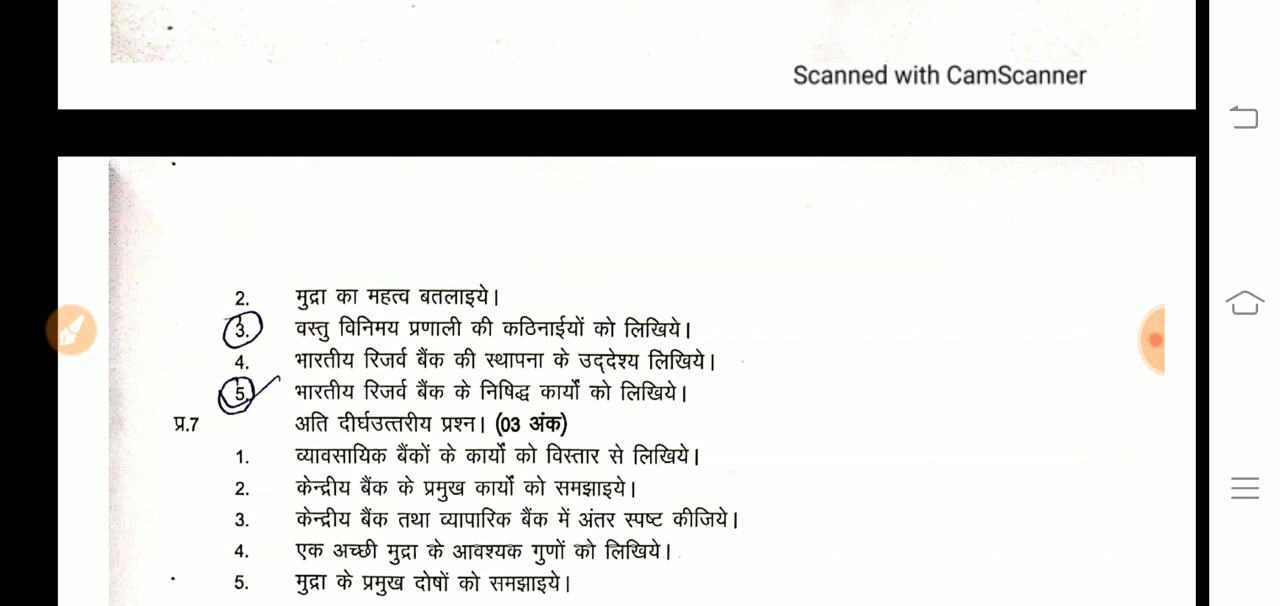 Scanned with CamScanner
2. मुद्रा का महत्व बतलाइये।
3. वस्तु विनिमय प्रणाली की कठिनाईयों को लिखिये।
4. भारतीय रिजर्व बैंक की स्थापना के उद्देश्य लिखिये।
5. भारतीय रिजर्व बैंक के निषिद्ध कार्यों को लिखिये।
प्र.7 अति दीर्घउत्तरीय प्रश्न। (03 अंक)
1. व्यावसायिक बैंकों के कार्यों को विस्तार से लिखिये।
2. केन्द्रीय बैंक के प्रमुख कार्यों को समझाइये।
3. केन्द्रीय बैंक तथा व्यापारिक बैंक में अंतर स्पष्ट कीजिये।
4. एक अच्छी मुद्रा के आवश्यक गुणों को लिखिये।
5. मुद्रा के प्रमुख दोषों को समझाइये।